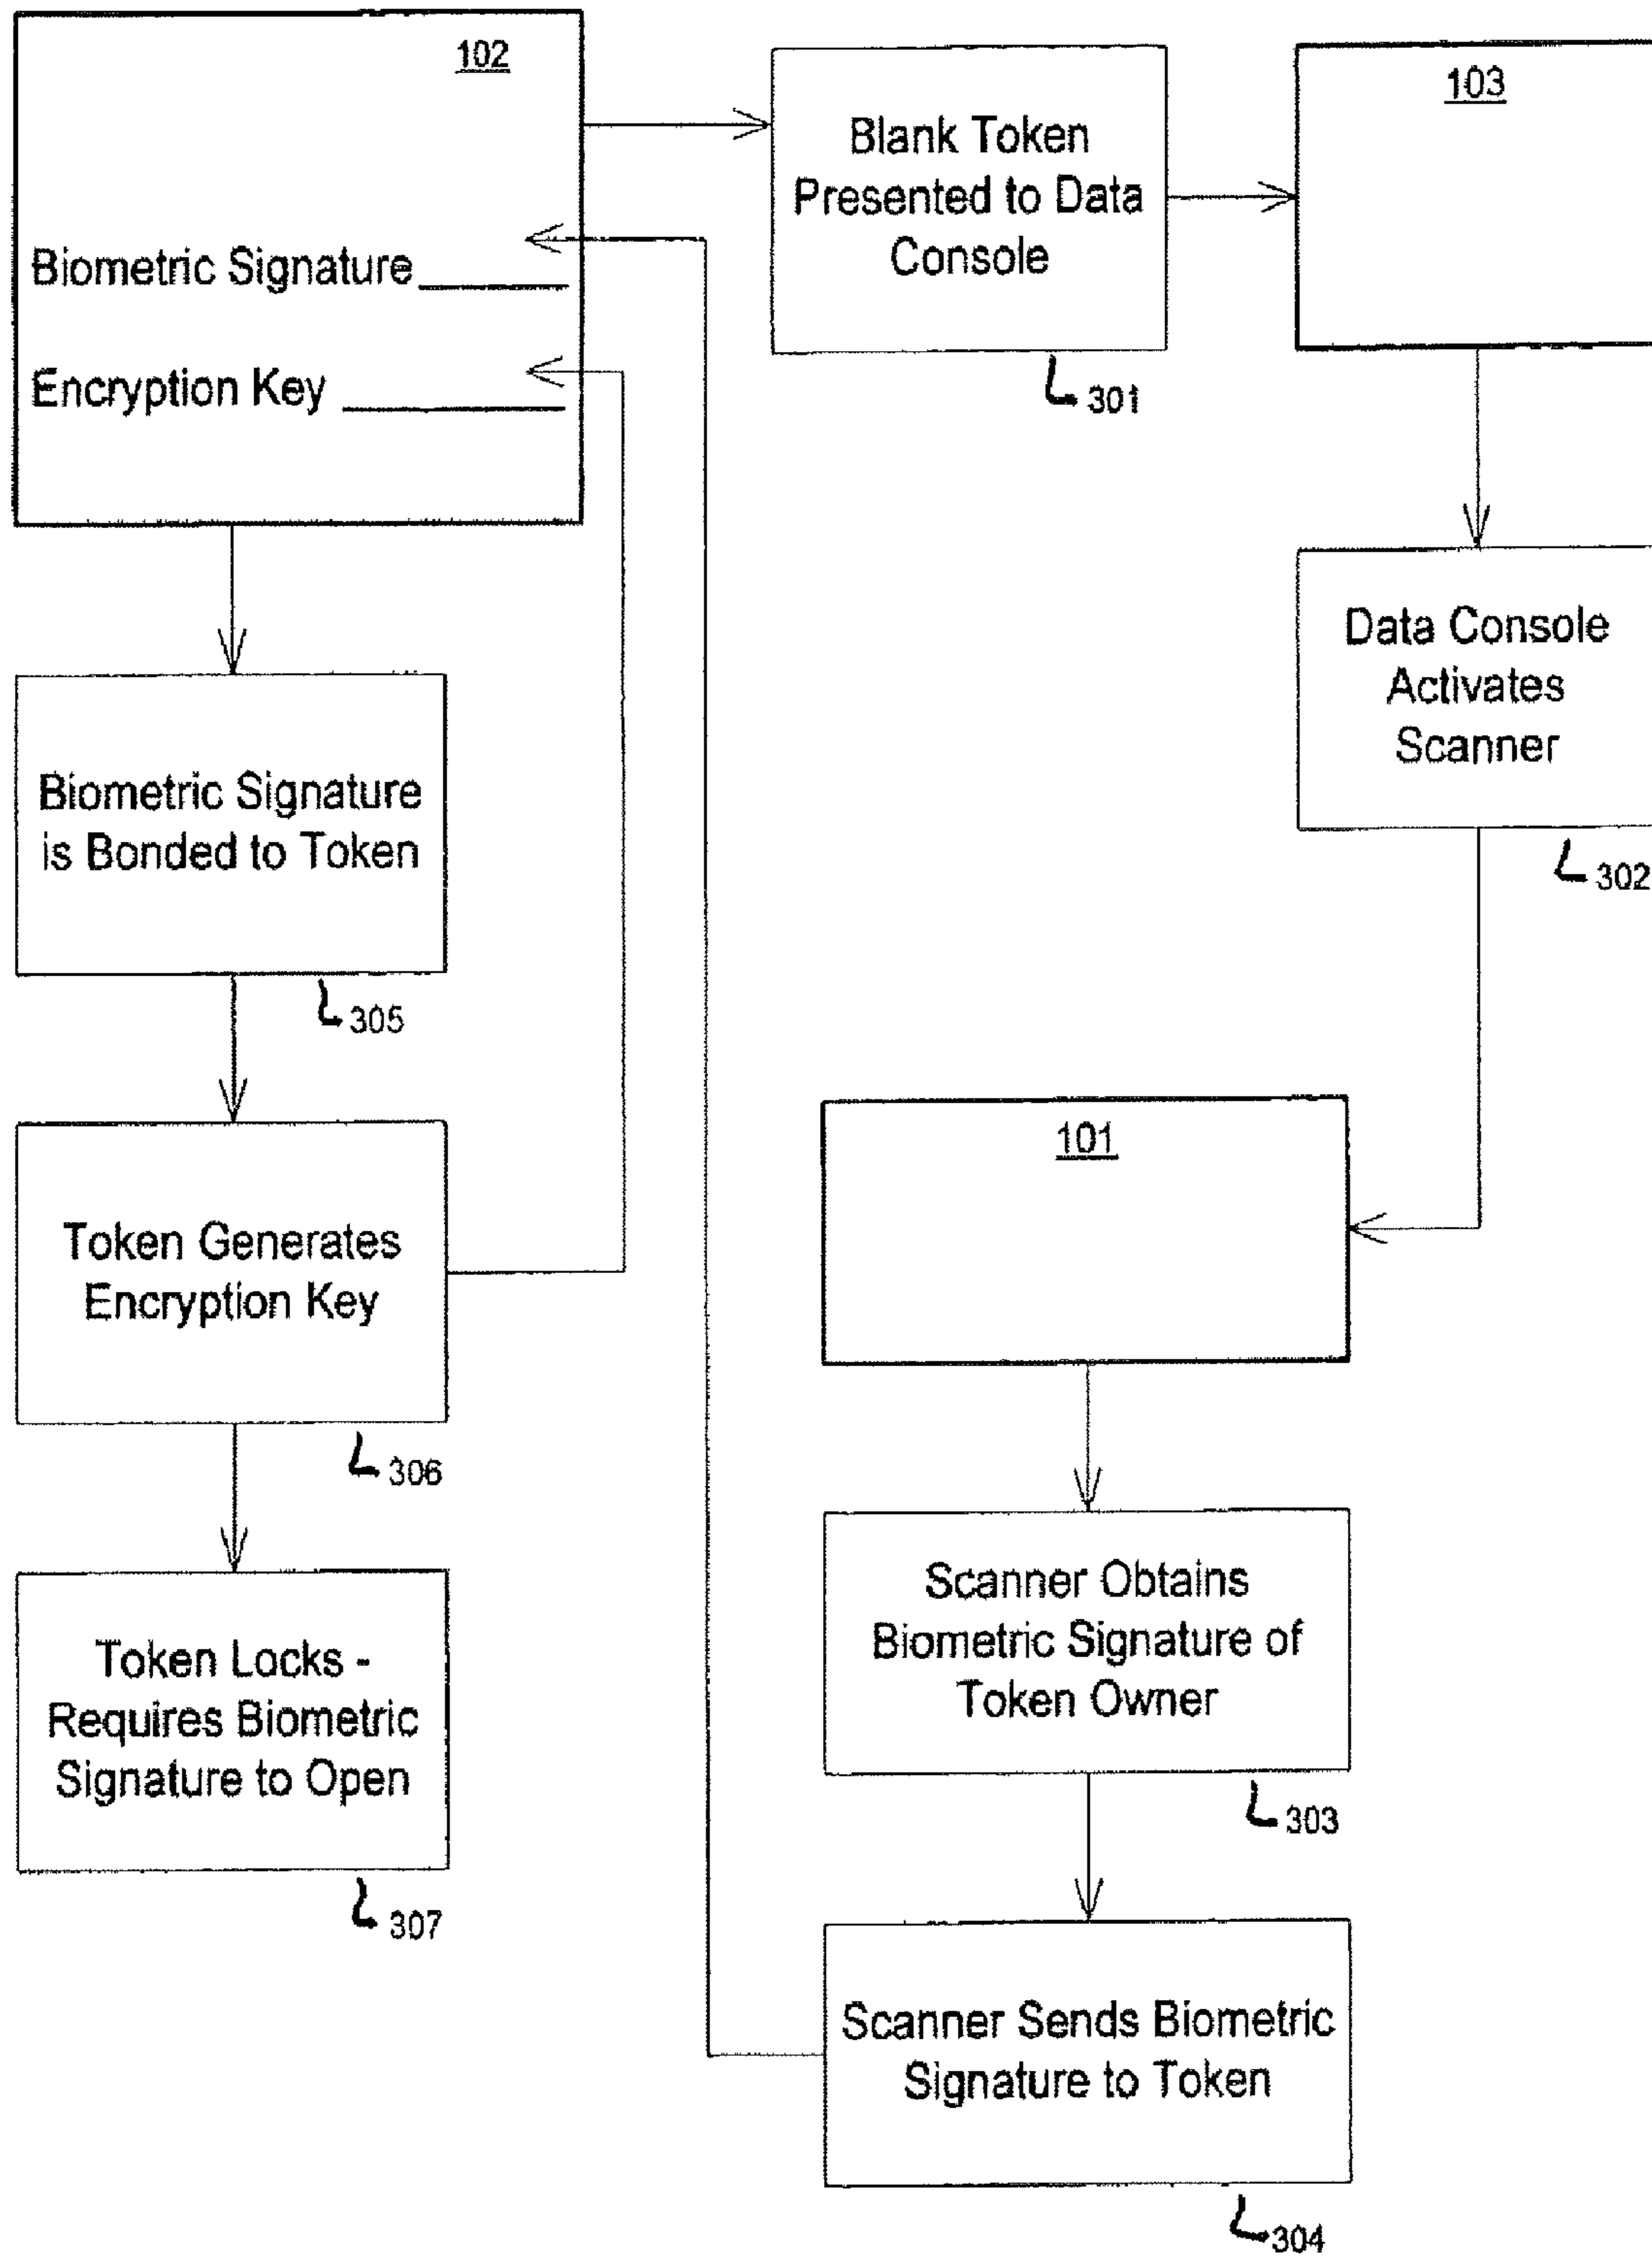 102
Biometric Signature
Encryption Key
Blank Token
Presented to Data
Console
301
103
Data Console
Activates
Scanner
302
101
Scanner Obtains
Biometric Signature of
Token Owner
303
Scanner Sends Biometric
Signature to Token
304
Biometric Signature
is Bonded to Token
305
Token Generates
Encryption Key
306
Token Locks -
Requires Biometric
Signature to Open
307